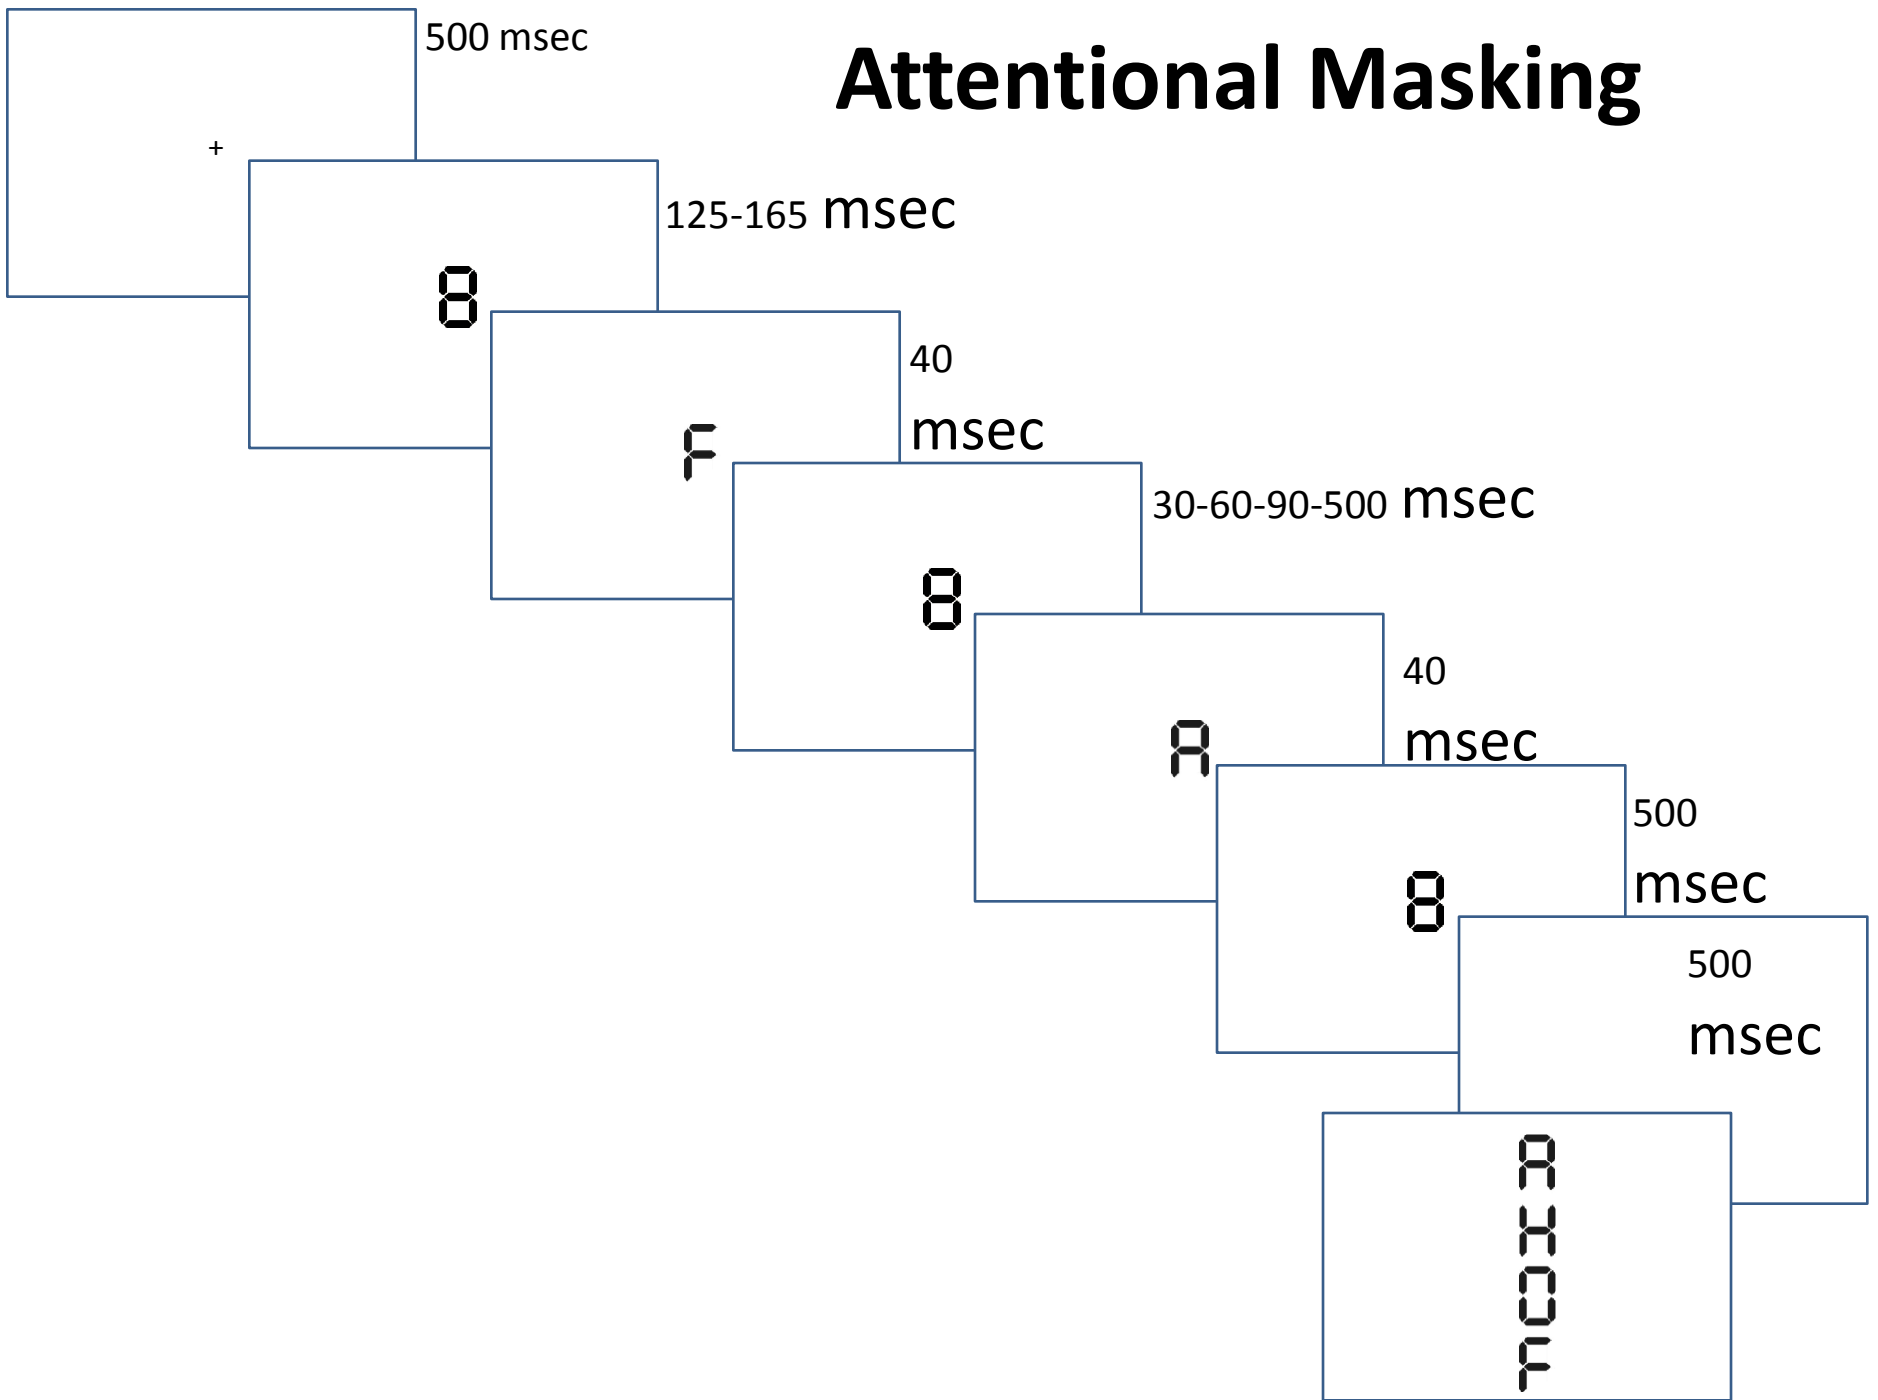 500 msec
Attentional Masking
+
125-165 msec
8
40
msec
F
30-60-90-500 msec
8
40
msec
A
500
msec
8
500
msec
A
H
O
F